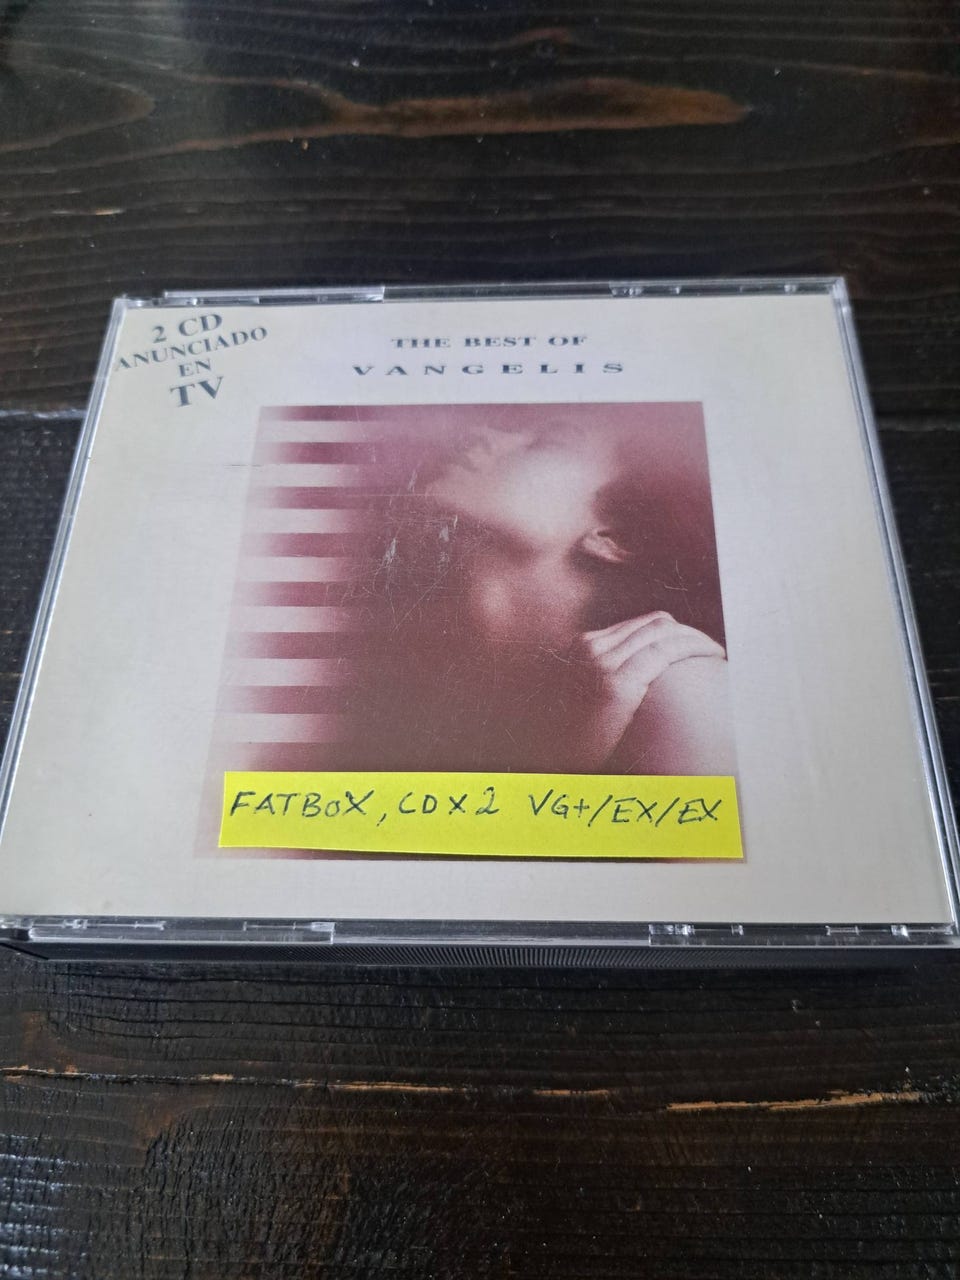 2 CD
ANUNCIADO
EN
TV
THE BEST OF
VANGELIS
FATBOX, CD X 2 VG+/EX/EX